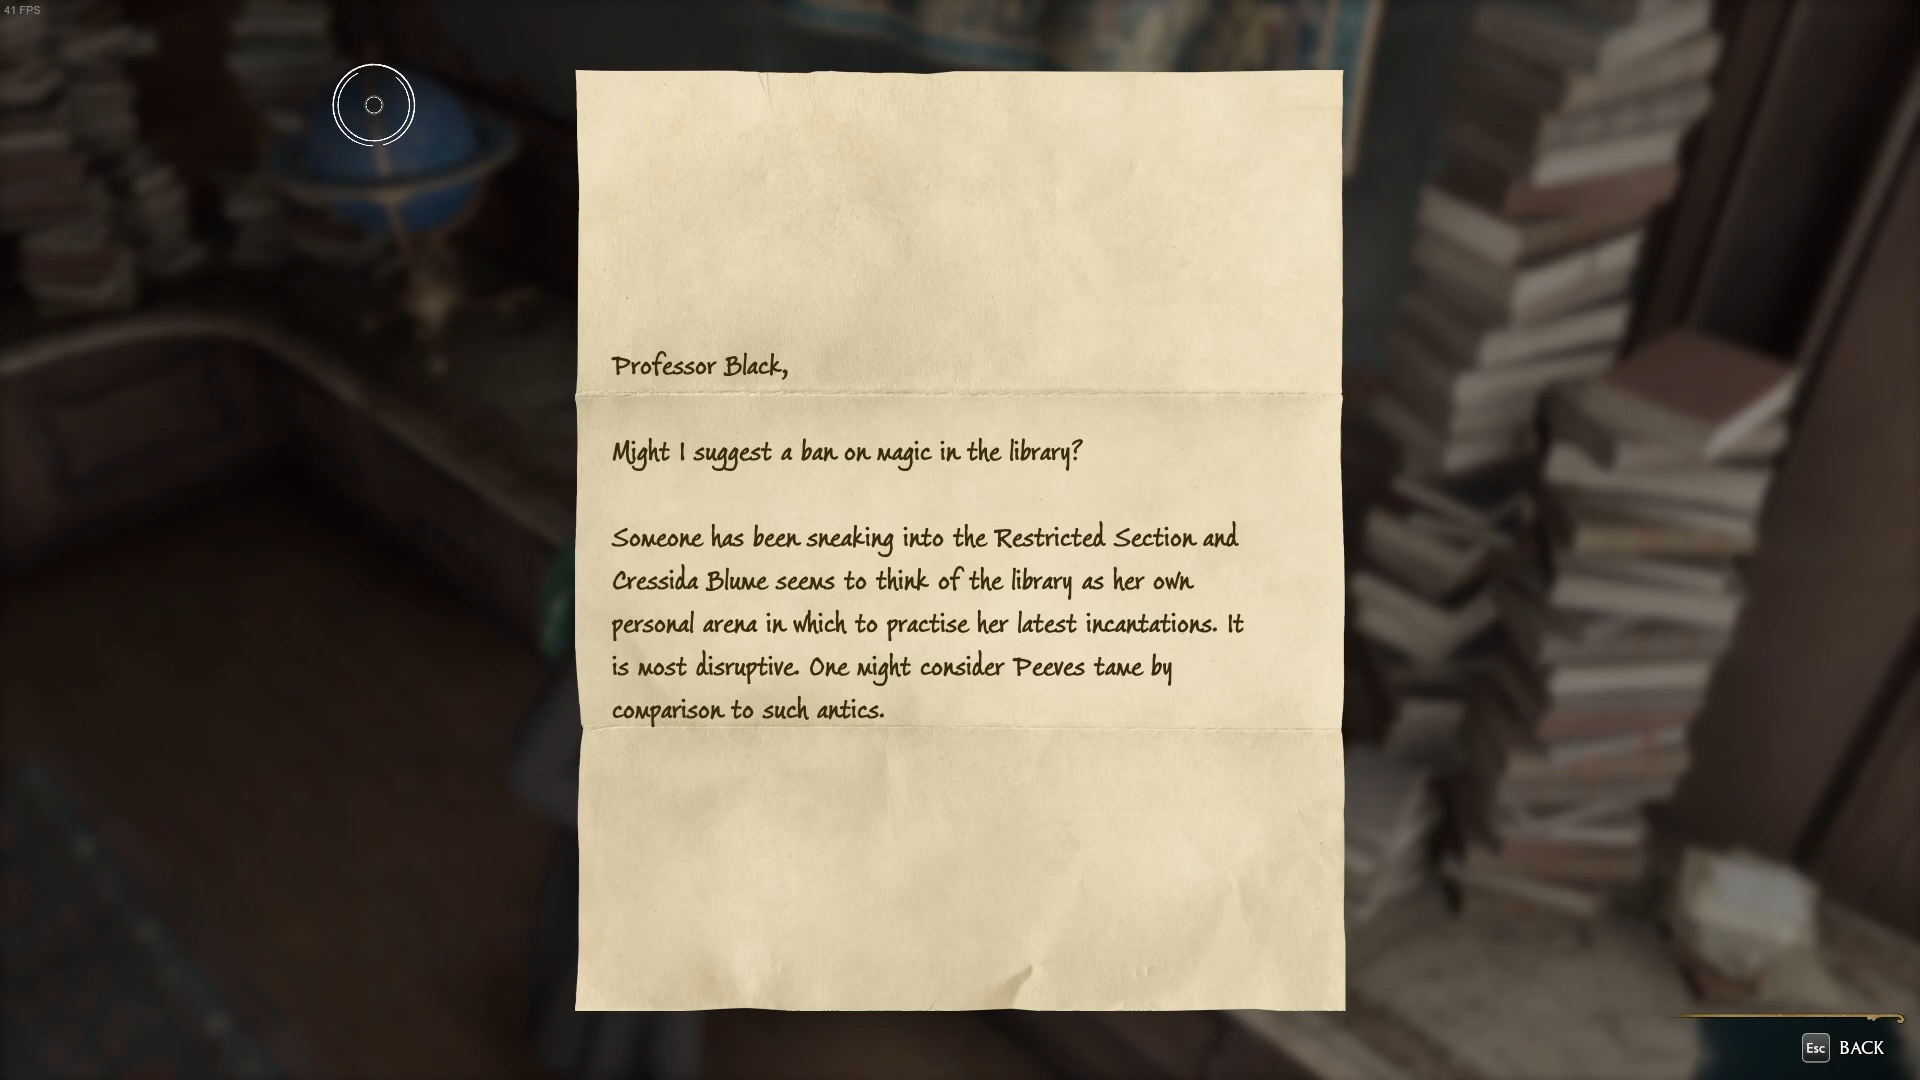 41 FPS
Professor Black,
Might I suggest a ban on magic in the library?
Someone has been sneaking into the Restricted Section and
Cressida Blume seems to think of the library as her own
personal arena in which to practise her latest incantations. It
is most disruptive. One might consider Peeves tame by
comparison to such antics.
Esc BACK